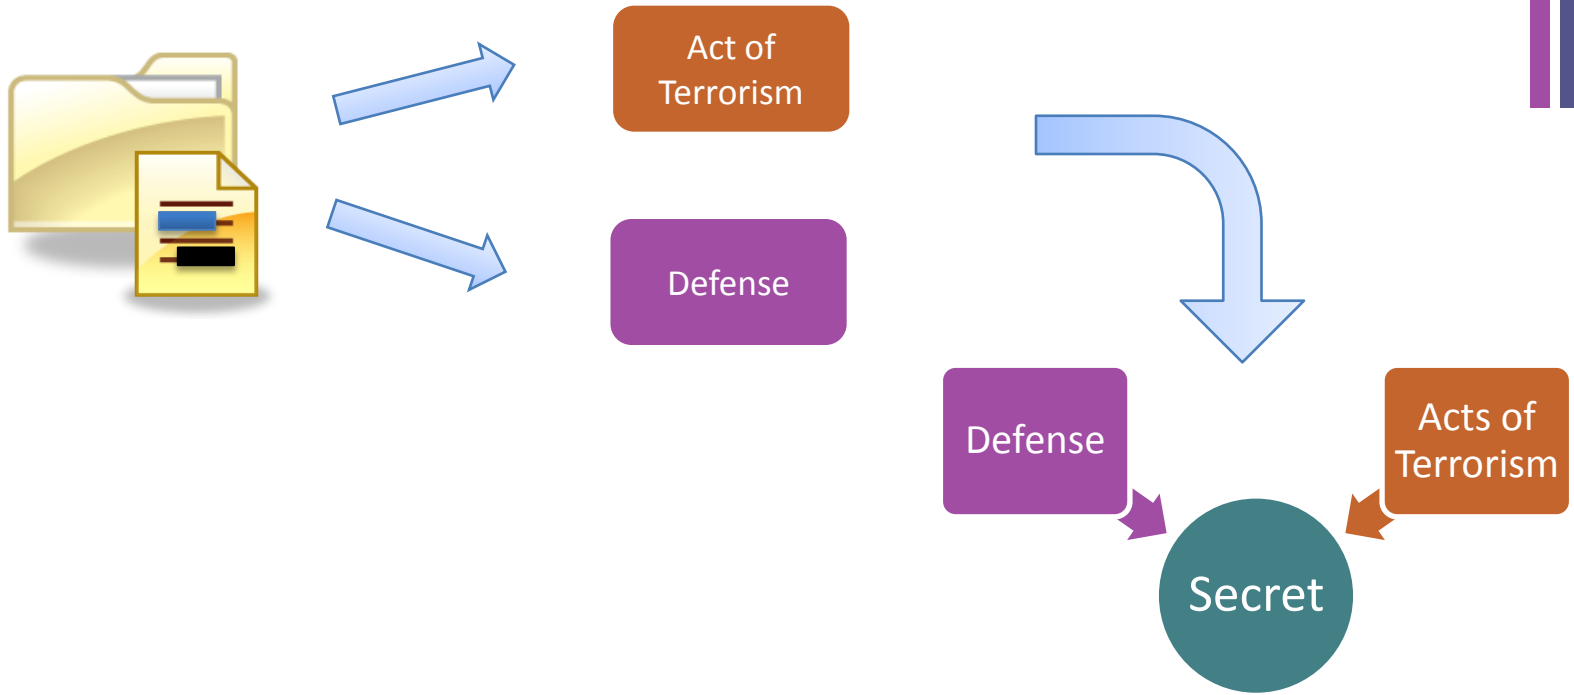 Act of
Terrorism
Defense
Defense
Acts of
Terrorism
Secret